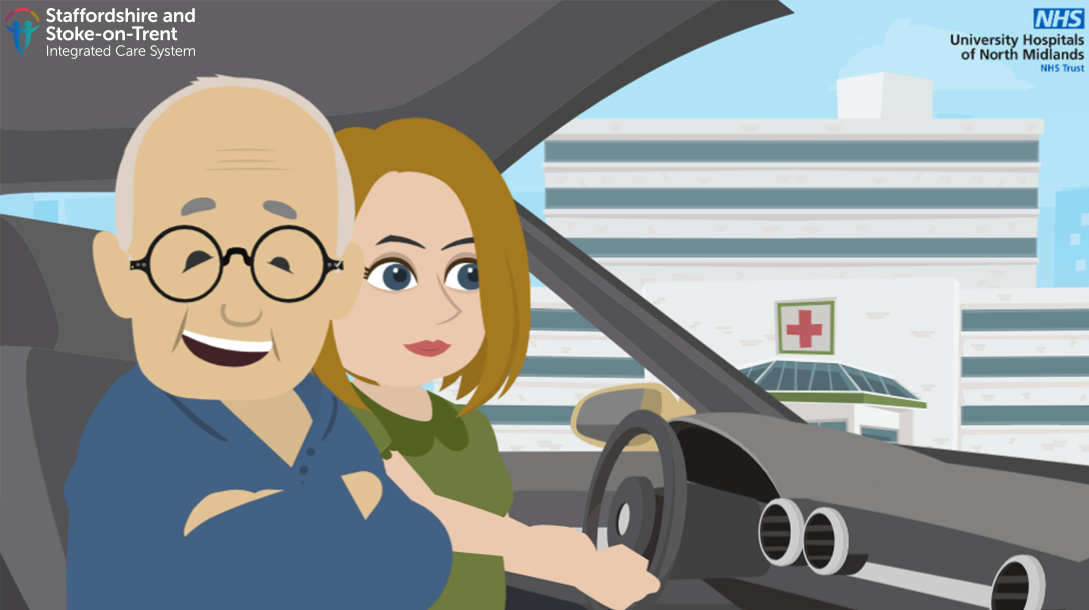 Staffordshire and
Stoke-on-Trent
Integrated Care System
NHS
University Hospitals
of North Midlands
NHS Trust